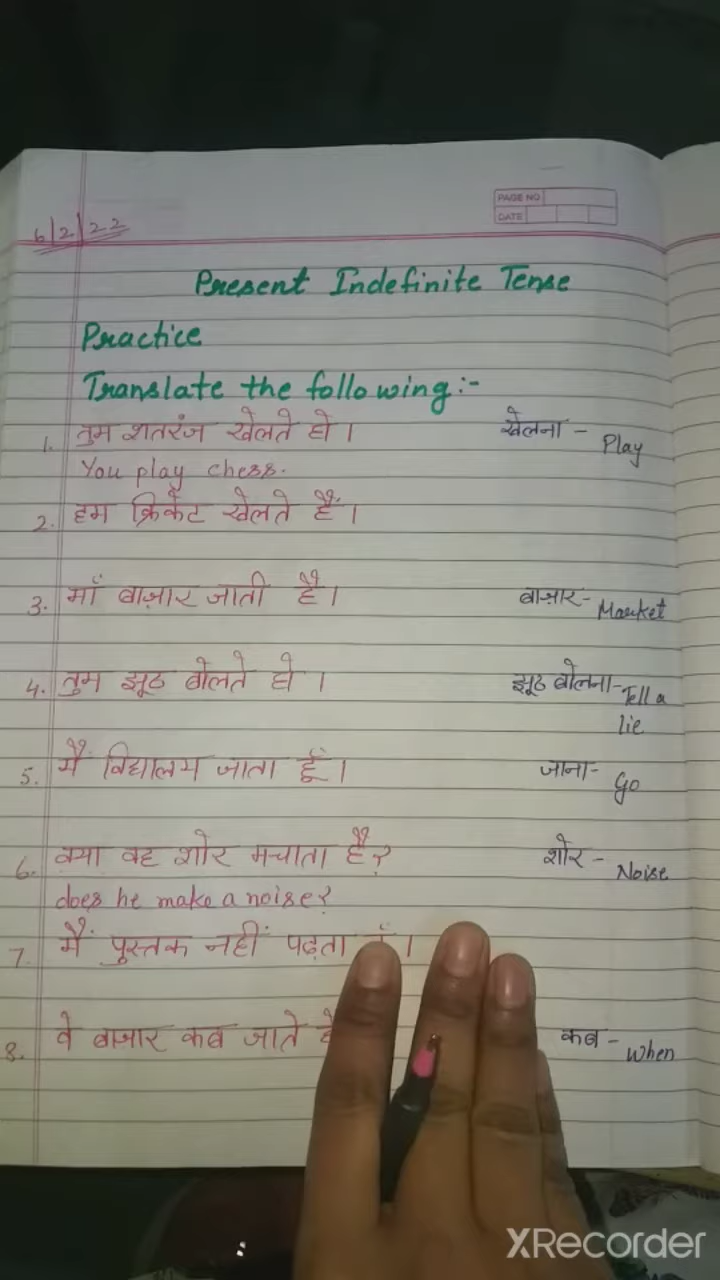 PAGE NO
DATE
6/2/22
Present Indefinite Tense
Practice
Translate the following:-
1. तुम शतरंज खेलते हो। खेलना - Play
You play chess.
2. हम क्रिकेट खेलते हैं।
3. माँ बाज़ार जाती है। बाज़ार- Market
4. तुम झूठ बोलते हो। झूठ बोलना- Tell a
lie
5. मैं विद्यालय जाता हूँ। जाना- Go
6. क्या वह शोर मचाता है? शोर - Noise
does he make a noise?
7. मैं पुस्तक नहीं पढ़ता
8. वे बाजार कब जाते कब - When
XRecorder